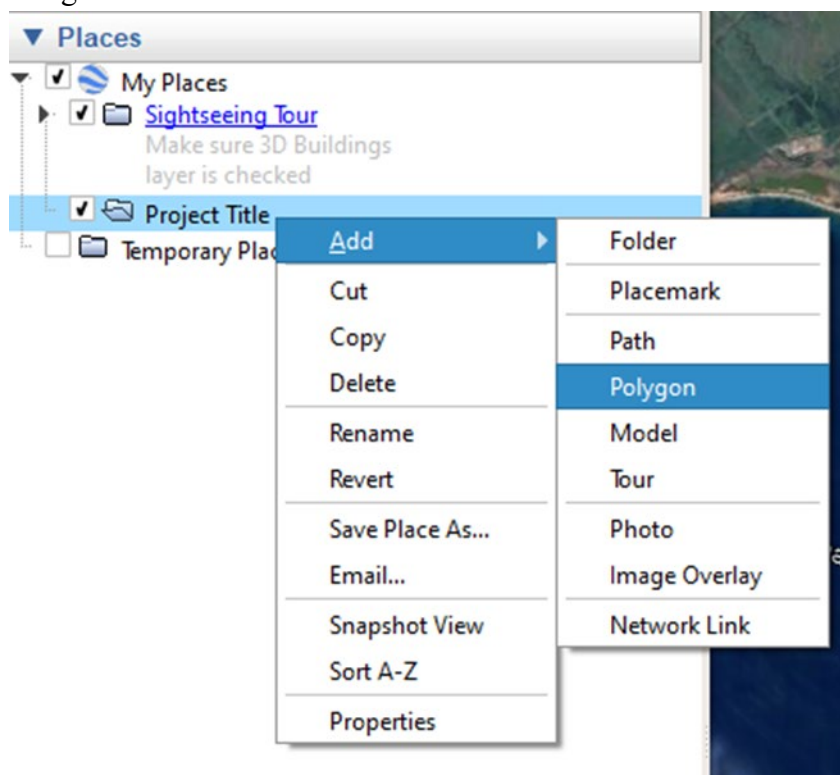 Places
My Places
Sightseeing Tour
Make sure 3D Buildings
layer is checked
Project Title
Temporary Plac
Add
Cut
Copy
Delete
Rename
Revert
Save Place As...
Email...
Snapshot View
Sort A-Z
Properties
Folder
Placemark
Path
Polygon
Model
Tour
Photo
Image Overlay
Network Link